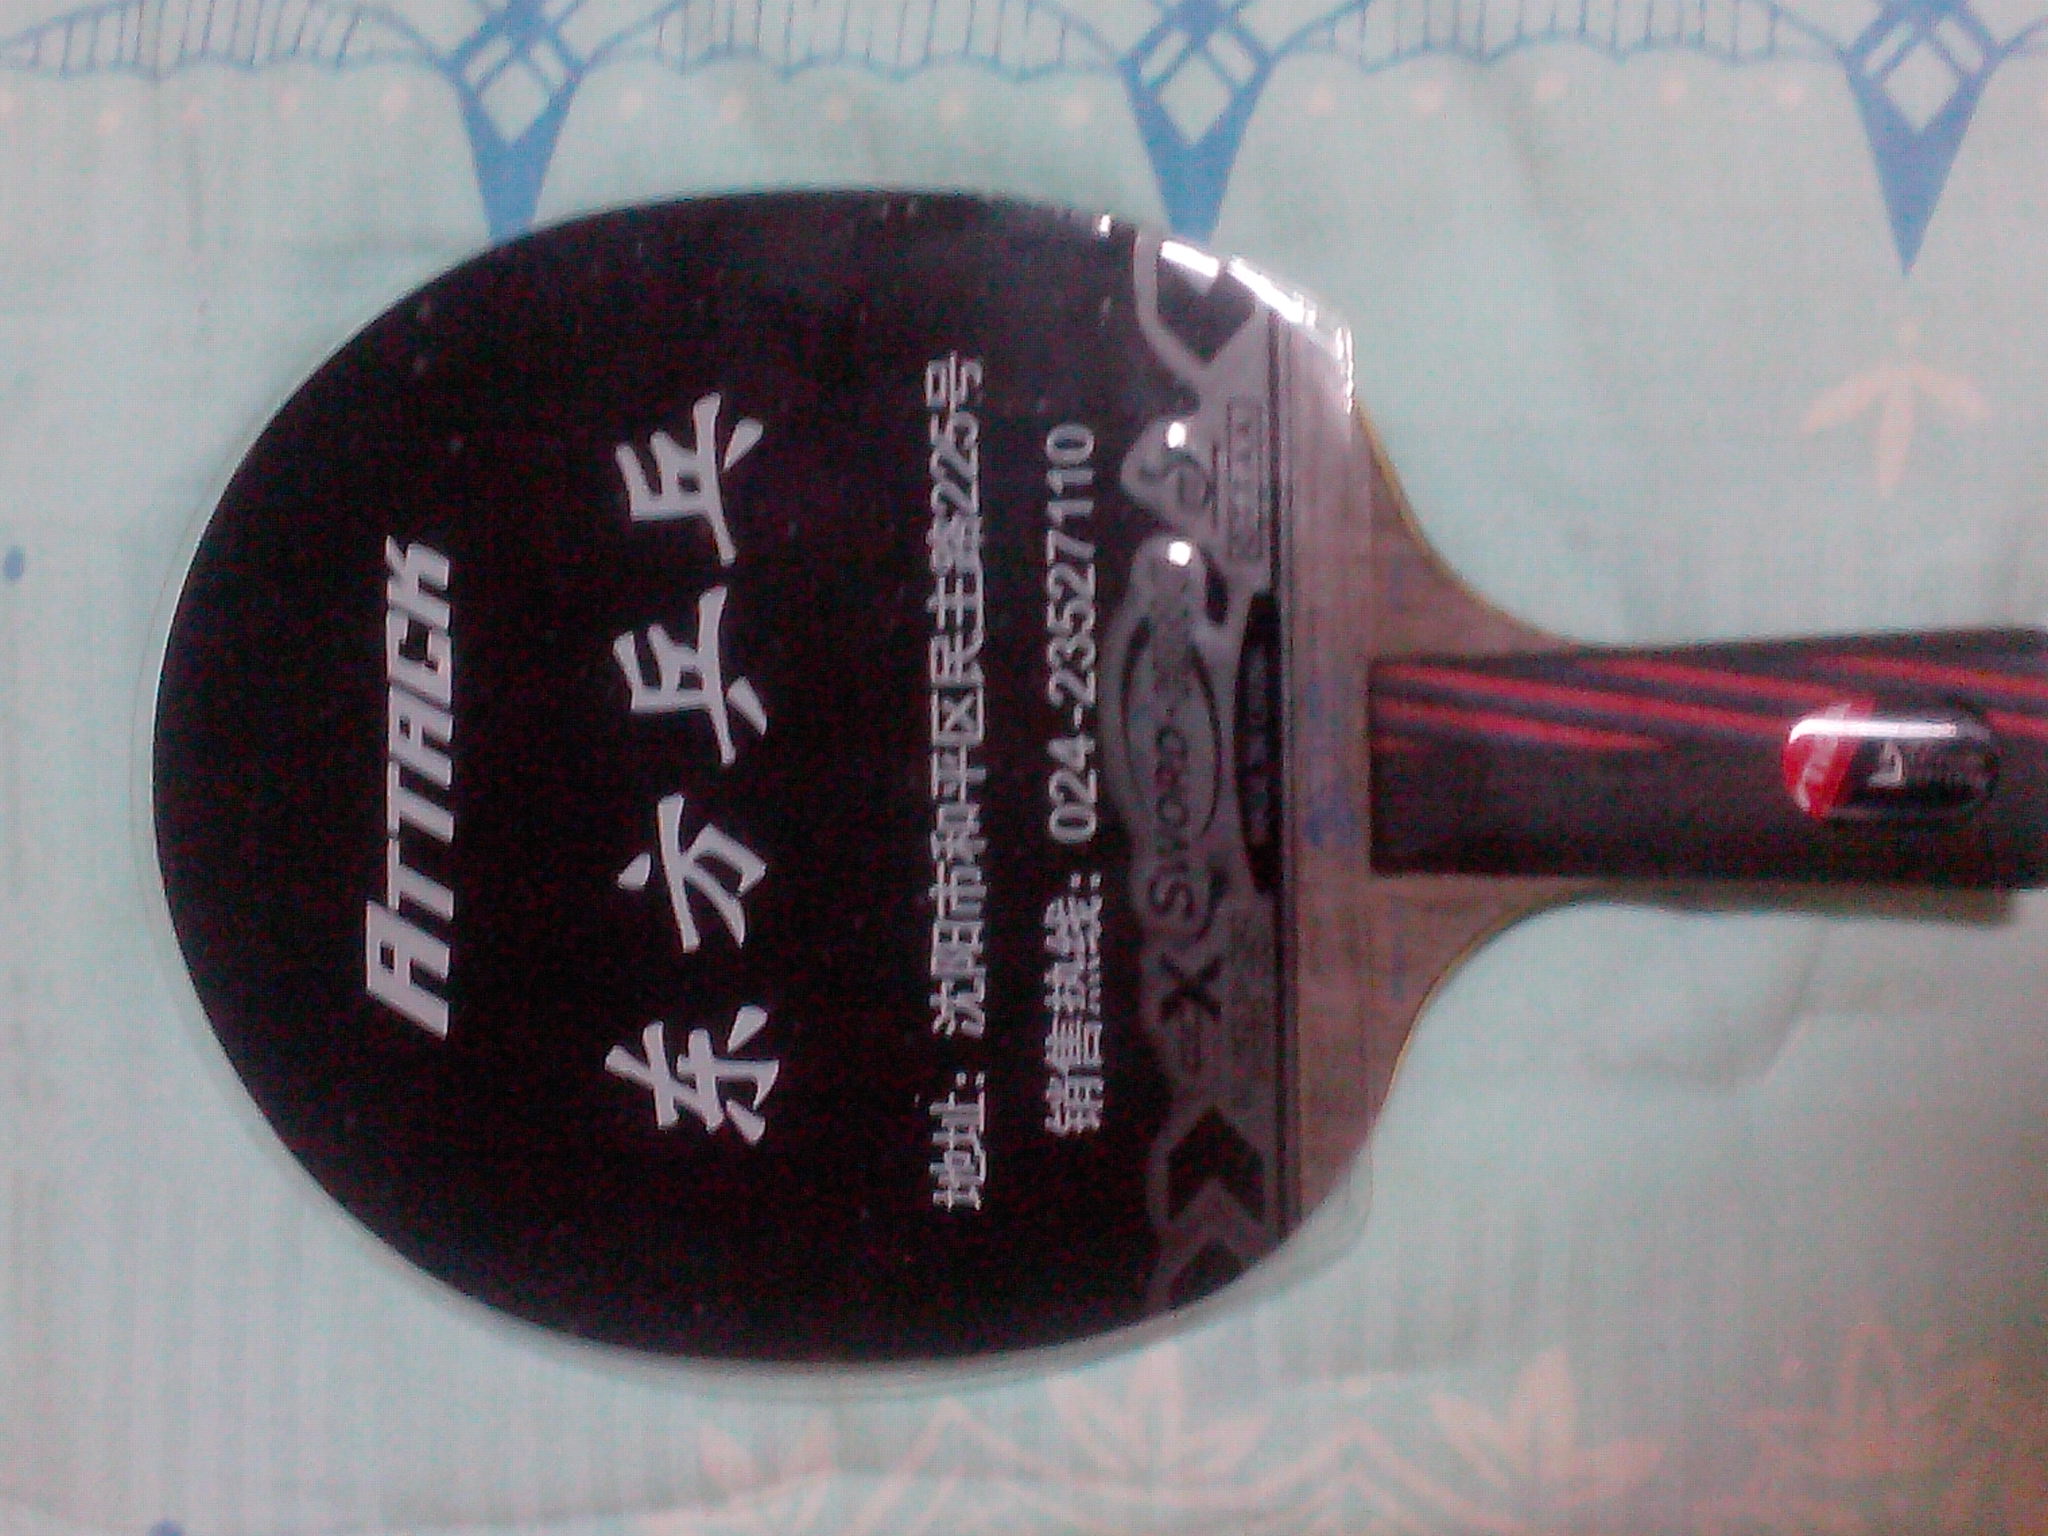 ATTACK
东方乒乓
地址：沈阳市和平区民主路225号
销售热线：024-23527110
SWORD